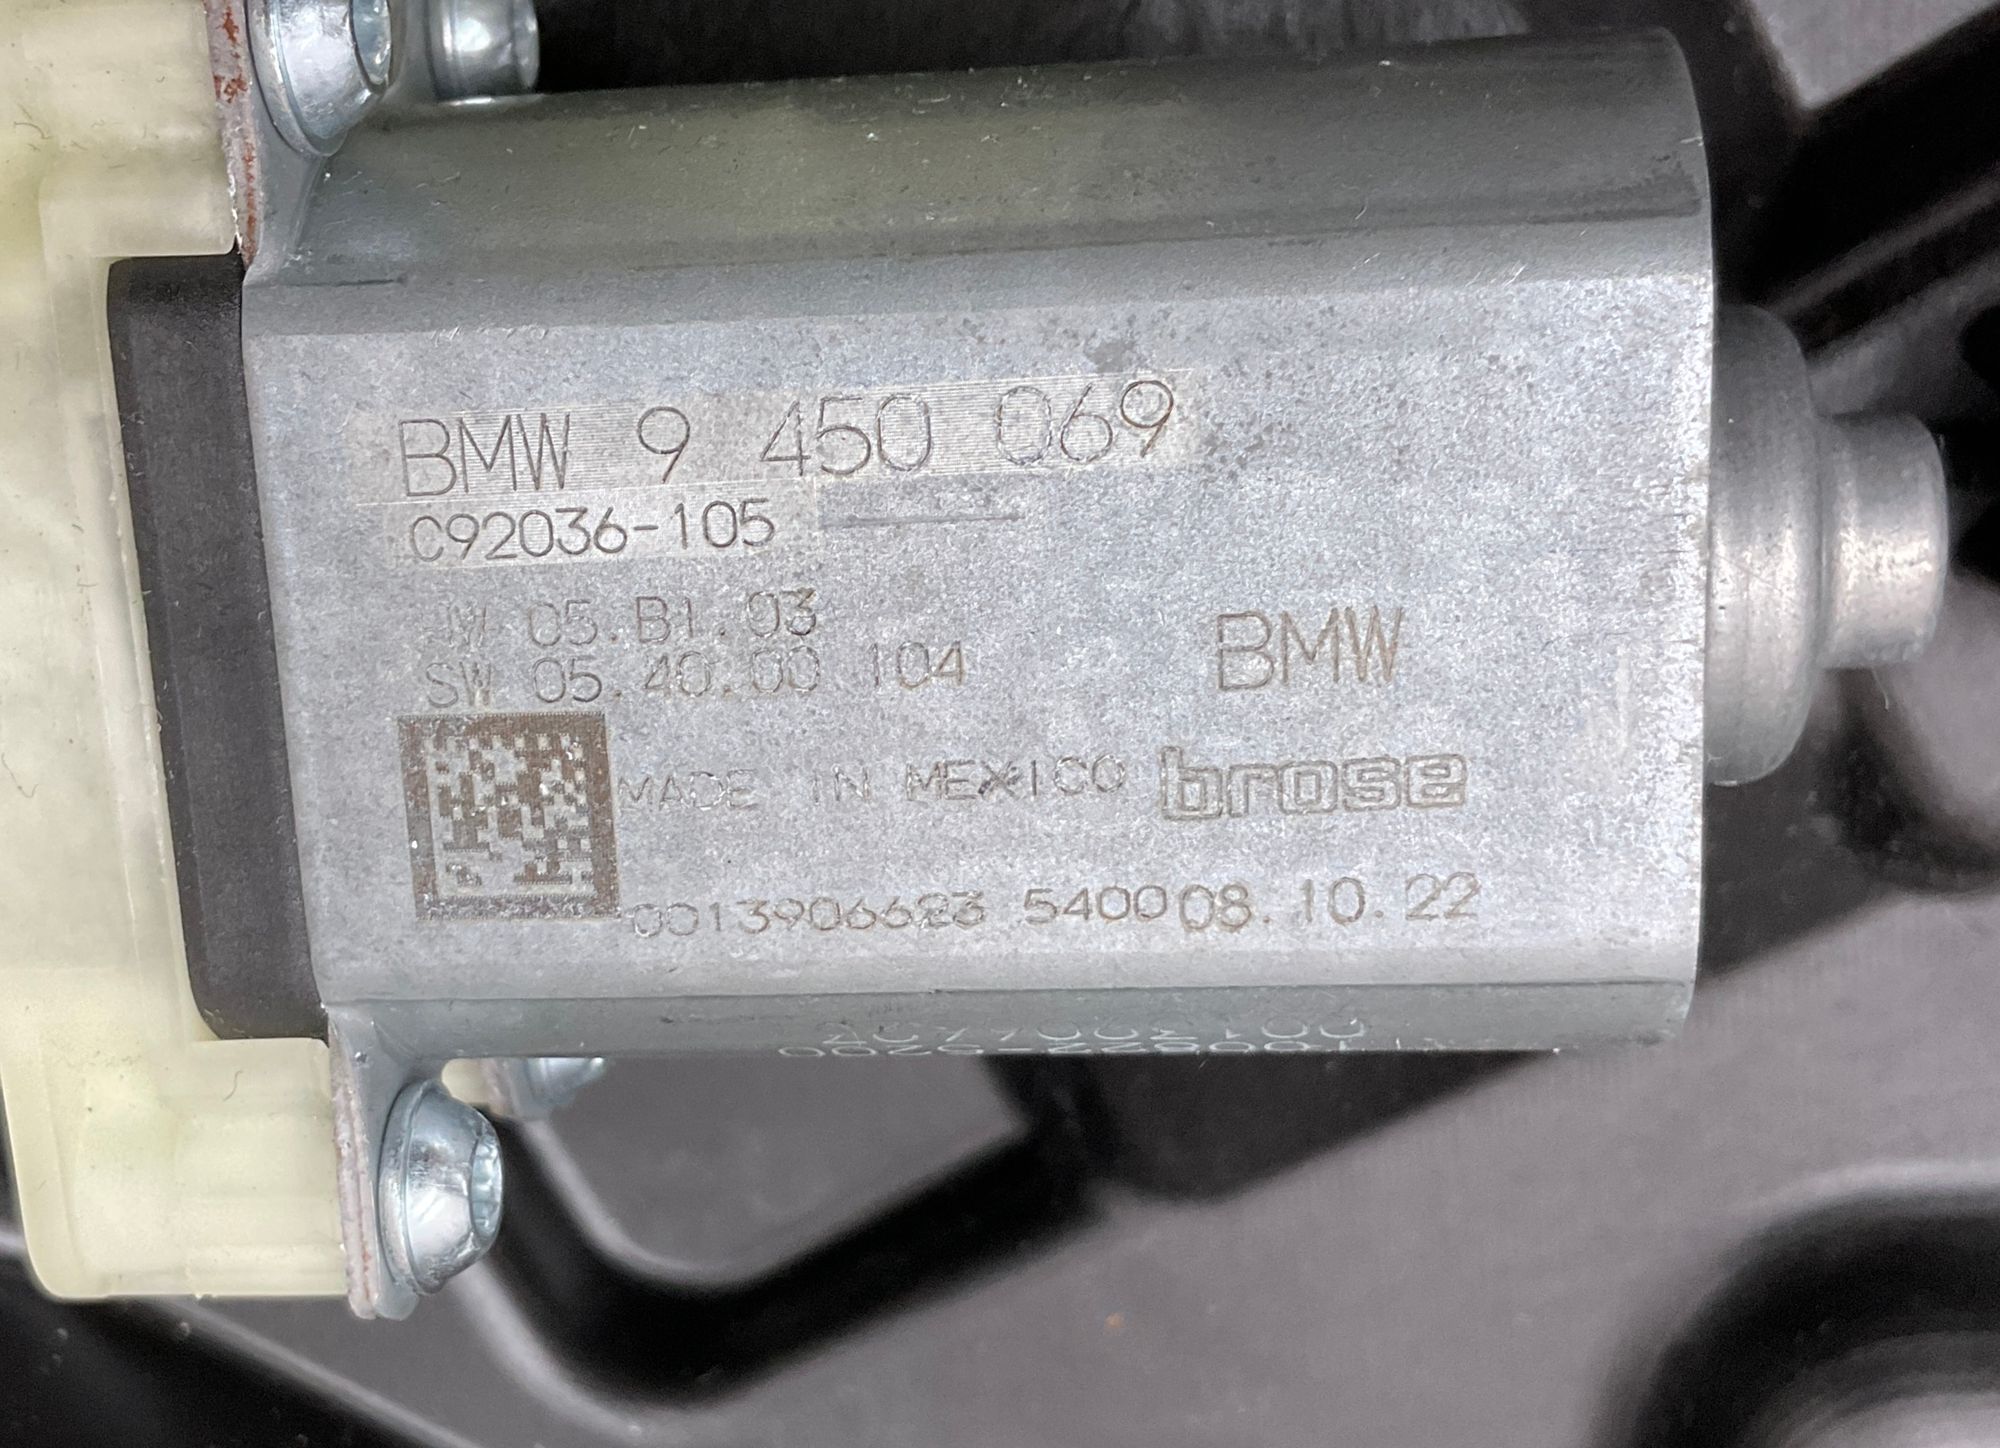 BMW 9 450 069
C92036-105
HW 05.B1.03
SW 05.40.00 104
BMW
MADE IN MEXICO brose
0013906623 5400 08.10.22